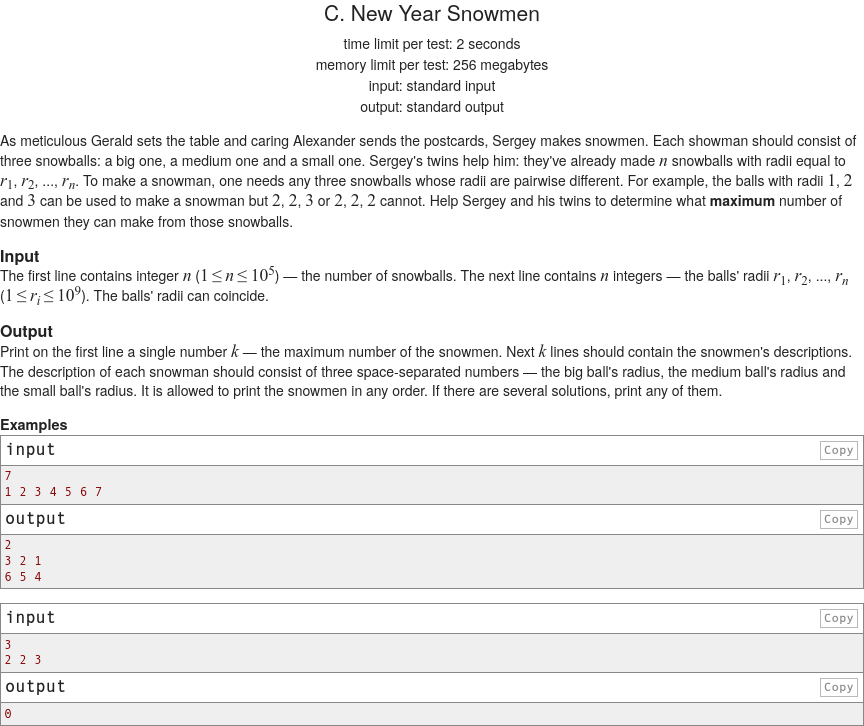 C. New Year Snowmen
time limit per test: 2 seconds
memory limit per test: 256 megabytes
input: standard input
output: standard output
As meticulous Gerald sets the table and caring Alexander sends the postcards, Sergey makes snowmen. Each showman should consist of
three snowballs: a big one, a medium one and a small one. Sergey's twins help him: they've already made n snowballs with radii equal to
r1, r2, ..., rn. To make a snowman, one needs any three snowballs whose radii are pairwise different. For example, the balls with radii 1, 2
and 3 can be used to make a snowman but 2, 2, 3 or 2, 2, 2 cannot. Help Sergey and his twins to determine what maximum number of
snowmen they can make from those snowballs.
Input
The first line contains integer n (1 ≤ n ≤ 10^5) — the number of snowballs. The next line contains n integers — the balls' radii r1, r2, ..., rn
(1 ≤ ri ≤ 10^9). The balls' radii can coincide.
Output
Print on the first line a single number k — the maximum number of the snowmen. Next k lines should contain the snowmen's descriptions.
The description of each snowman should consist of three space-separated numbers — the big ball's radius, the medium ball's radius and
the small ball's radius. It is allowed to print the snowmen in any order. If there are several solutions, print any of them.
Examples
input Copy
7
1 2 3 4 5 6 7
output Copy
2
3 2 1
6 5 4
input Copy
3
2 2 3
output Copy
0